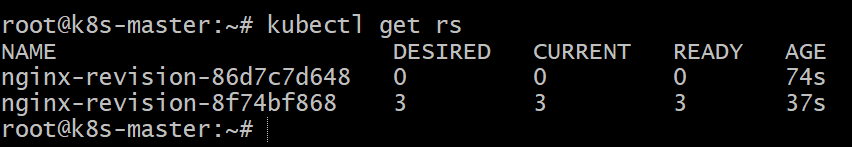 root@k8s-master:~# kubectl get rs
NAME                       DESIRED   CURRENT   READY   AGE
nginx-revision-86d7c7d648   0         0         0       74s
nginx-revision-8f74bf868    3         3         3       37s
root@k8s-master:~#